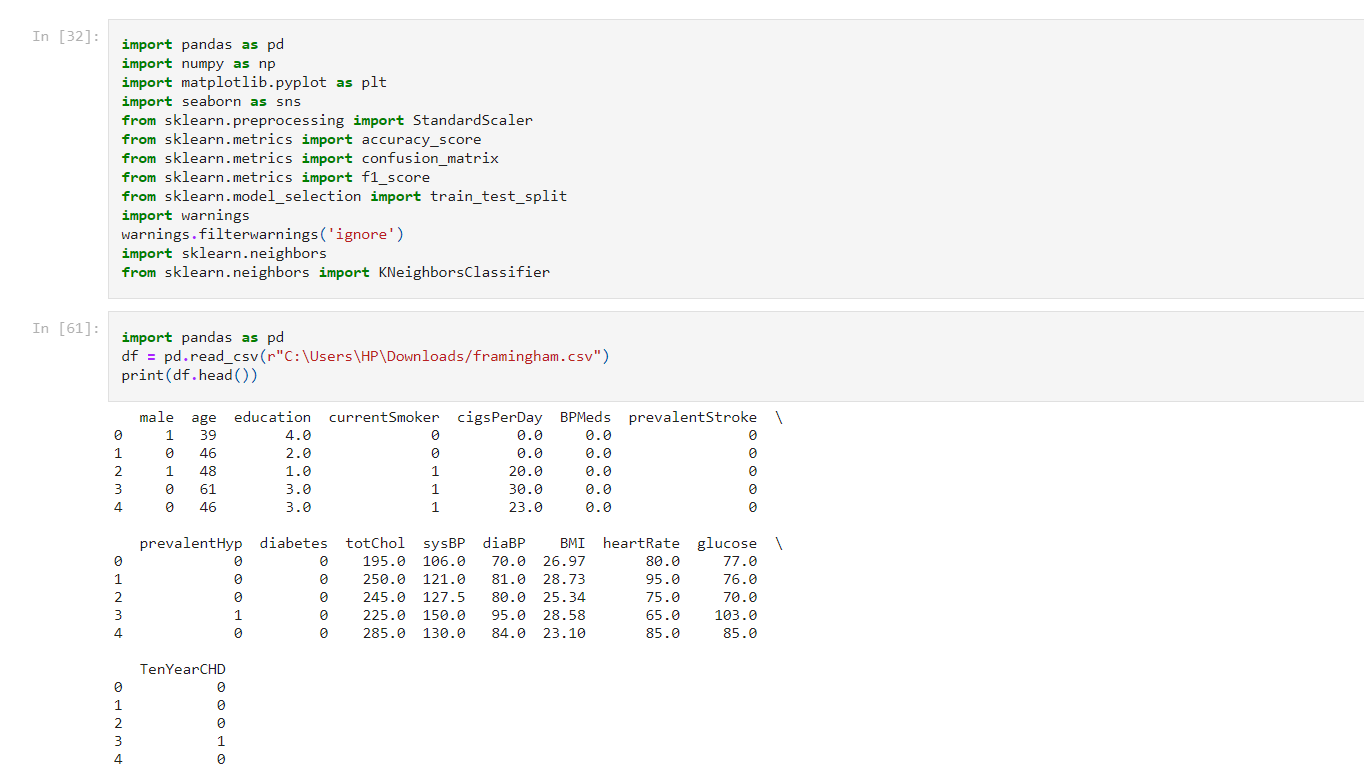 In [32]:
import pandas as pd
import numpy as np
import matplotlib.pyplot as plt
import seaborn as sns
from sklearn.preprocessing import StandardScaler
from sklearn.metrics import accuracy_score
from sklearn.metrics import confusion_matrix
from sklearn.metrics import f1_score
from sklearn.model_selection import train_test_split
import warnings
warnings.filterwarnings('ignore')
import sklearn.neighbors
from sklearn.neighbors import KNeighborsClassifier
In [61]:
import pandas as pd
df = pd.read_csv(r"C:\Users\HP\Downloads/framingham.csv")
print(df.head())
   male  age  education  currentSmoker  cigsPerDay  BPMeds  prevalentStroke  \
0     1   39        4.0              0         0.0     0.0                0
1     0   46        2.0              0         0.0     0.0                0
2     1   48        1.0              1        20.0     0.0                0
3     0   61        3.0              1        30.0     0.0                0
4     0   46        3.0              1        23.0     0.0                0
   prevalentHyp  diabetes  totChol  sysBP  diaBP    BMI  heartRate  glucose  \
0             0         0    195.0  106.0   70.0  26.97       80.0     77.0
1             0         0    250.0  121.0   81.0  28.73       95.0     76.0
2             0         0    245.0  127.5   80.0  25.34       75.0     70.0
3             1         0    225.0  150.0   95.0  28.58       65.0    103.0
4             0         0    285.0  130.0   84.0  23.10       85.0     85.0
   TenYearCHD
0           0
1           0
2           0
3           1
4           0